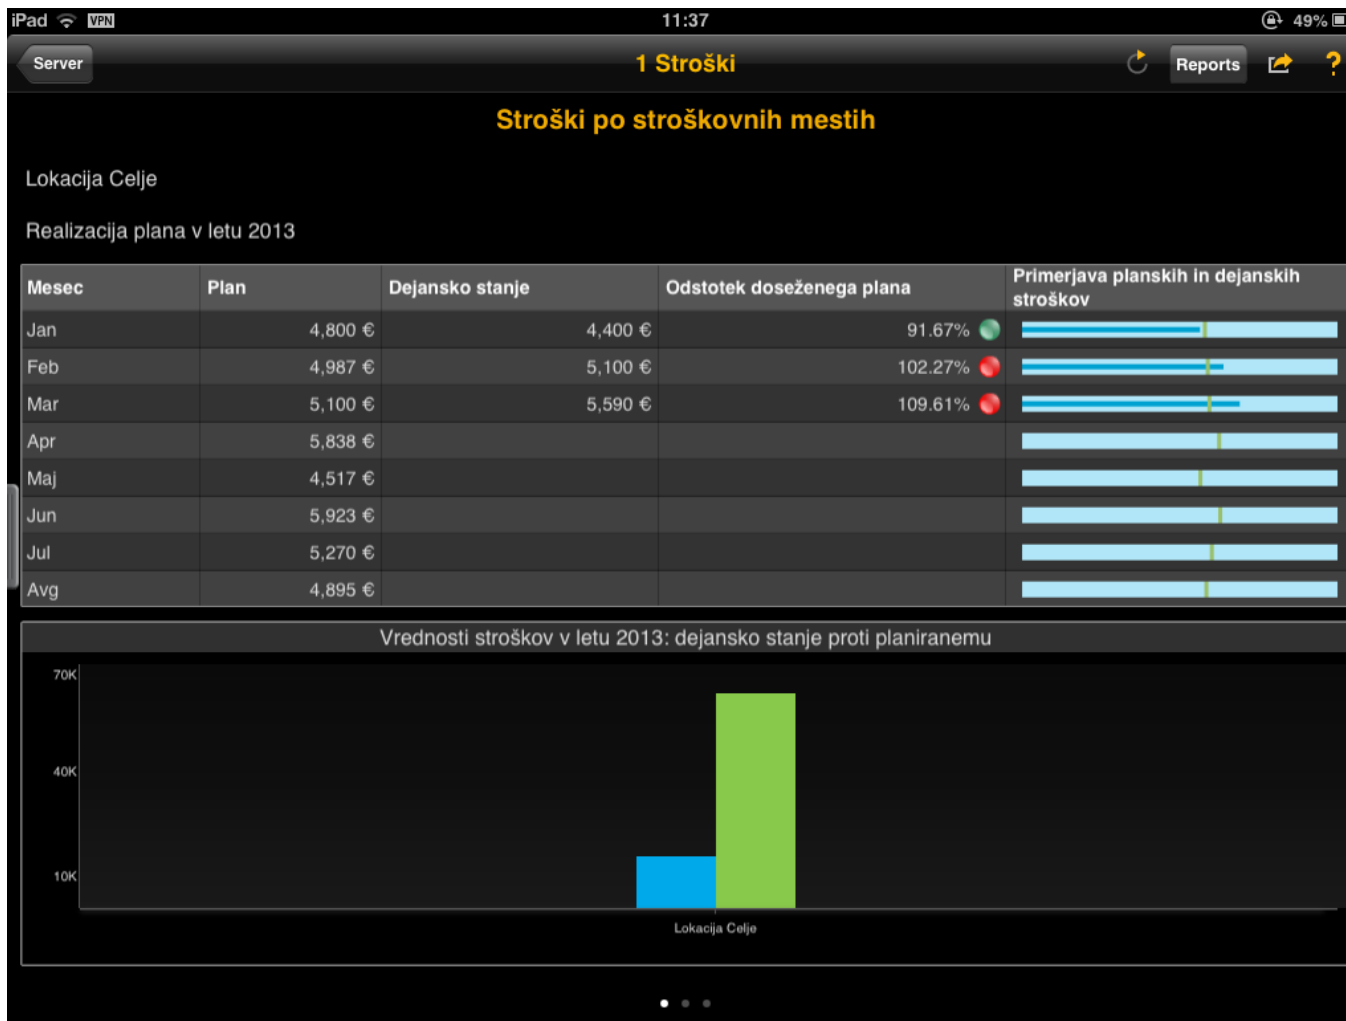 iPad VPN 11:37 49%
Server 1 Stroški Reports ?
Stroški po stroškovnih mestih
Lokacija Celje
Realizacija plana v letu 2013
Mesec Plan Dejansko stanje Odstotek doseženega plana Primerjava planskih in dejanskih
stroškov
Jan 4,800 € 4,400 € 91.67%
Feb 4,987 € 5,100 € 102.27%
Mar 5,100 € 5,590 € 109.61%
Apr 5,838 €
Maj 4,517 €
Jun 5,923 €
Jul 5,270 €
Avg 4,895 €
Vrednosti stroškov v letu 2013: dejansko stanje proti planiranemu
70K
40K
10K
Lokacija Celje